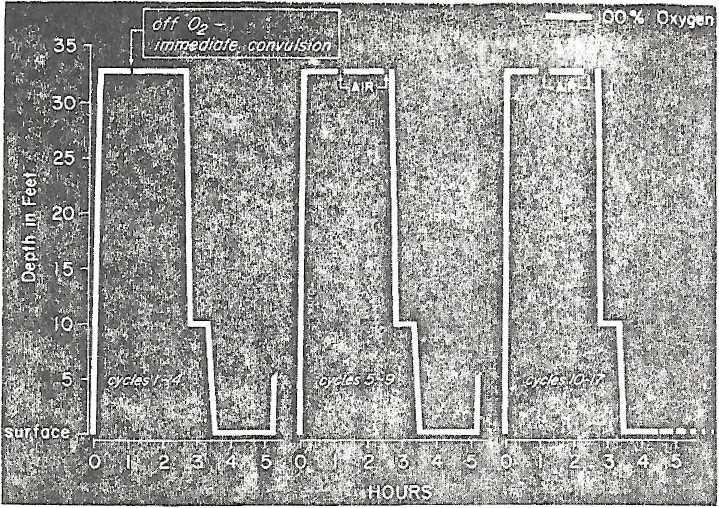 off O₂ –
immediate convulsion
100% Oxygen
35
30
25
20
15
10
5
surface
Depth in Feet
AIR
AIR
cycles 1-4
cycles 5-9
cycles 10-17
0 1 2 3 4 5
0 1 2 3 4 5
0 1 2 3 4 5
HOURS